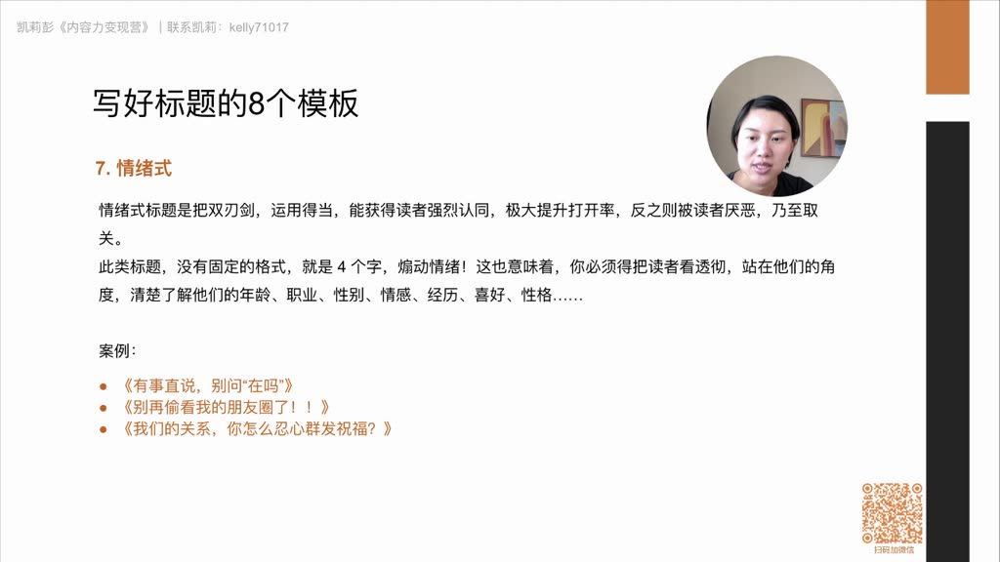 凯莉彭《内容力变现营》｜联系凯莉：kelly71017
写好标题的8个模板
7. 情绪式
情绪式标题是把双刃剑，运用得当，能获得读者强烈认同，极大提升打开率，反之则被读者厌恶，乃至取
关。
此类标题，没有固定的格式，就是 4 个字，煽动情绪！这也意味着，你必须得把读者看透彻，站在他们的角
度，清楚了解他们的年龄、职业、性别、情感、经历、喜好、性格……
案例：
● 《有事直说，别问“在吗”》
● 《别再偷看我的朋友圈了！！》
● 《我们的关系，你怎么忍心群发祝福？》
扫码加微信